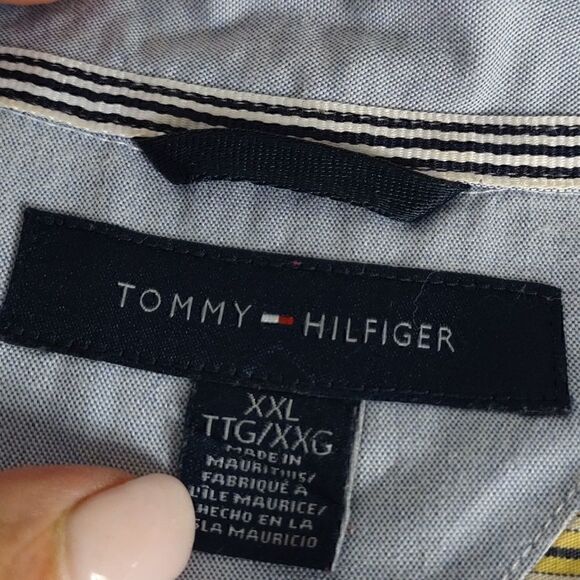 TOMMY HILFIGER
XXL
TTG/XXG
MADE IN
MAURITIUS/
FABRIQUÉ À
L'ÎLE MAURICE/
HECHO EN LA
ISLA MAURICIO